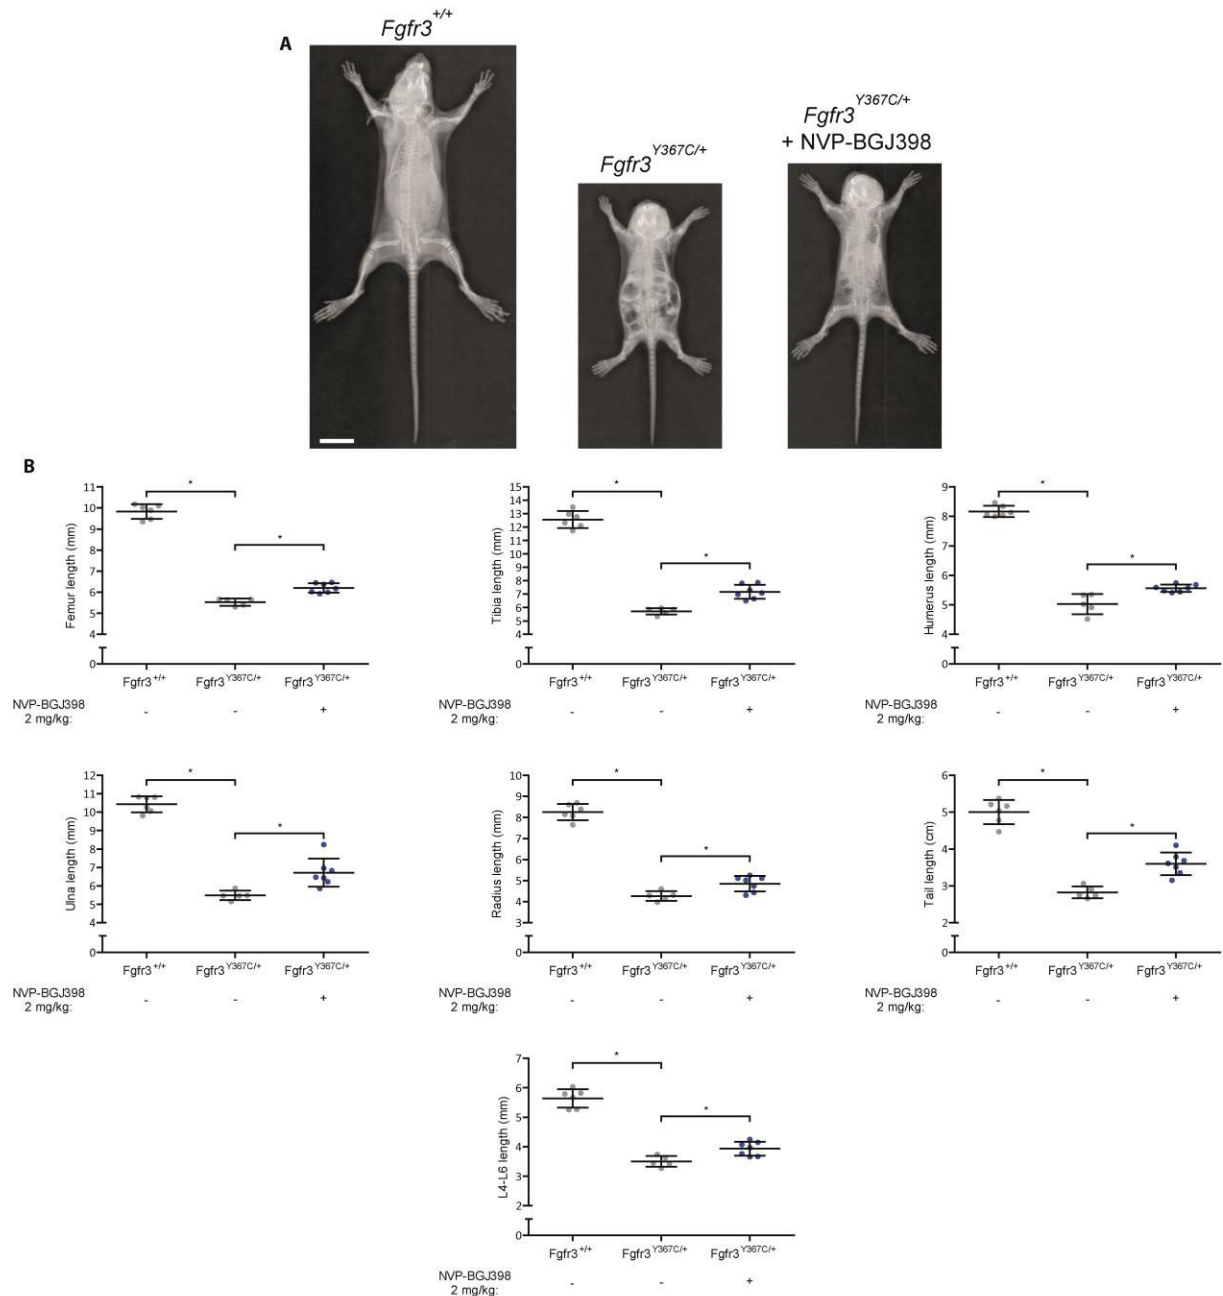 A
Fgfr3+/+
Fgfr3Y367C/+
Fgfr3Y367C/+
+ NVP-BGJ398
B
Femur length (mm)
11
10
9
8
7
6
5
4
0
*
*
Fgfr3+/+ Fgfr3Y367C/+ Fgfr3Y367C/+
NVP-BGJ398
2 mg/kg:
- - +
Tibia length (mm)
15
14
13
12
11
10
9
8
7
6
5
4
0
*
*
Fgfr3+/+ Fgfr3Y367C/+ Fgfr3Y367C/+
NVP-BGJ398
2 mg/kg:
- - +
Humerus length (mm)
9
8
7
6
5
4
0
*
*
Fgfr3+/+ Fgfr3Y367C/+ Fgfr3Y367C/+
NVP-BGJ398
2 mg/kg:
- - +
Ulna length (mm)
12
11
10
9
8
7
6
5
4
0
*
*
Fgfr3+/+ Fgfr3Y367C/+ Fgfr3Y367C/+
NVP-BGJ398
2 mg/kg:
- - +
Radius length (mm)
10
9
8
7
6
5
4
3
0
*
*
Fgfr3+/+ Fgfr3Y367C/+ Fgfr3Y367C/+
NVP-BGJ398
2 mg/kg:
- - +
Tail length (cm)
6
5
4
3
2
0
*
*
Fgfr3+/+ Fgfr3Y367C/+ Fgfr3Y367C/+
NVP-BGJ398
2 mg/kg:
- - +
L4-L6 length (mm)
7
6
5
4
3
2
0
*
*
Fgfr3+/+ Fgfr3Y367C/+ Fgfr3Y367C/+
NVP-BGJ398
2 mg/kg:
- - +